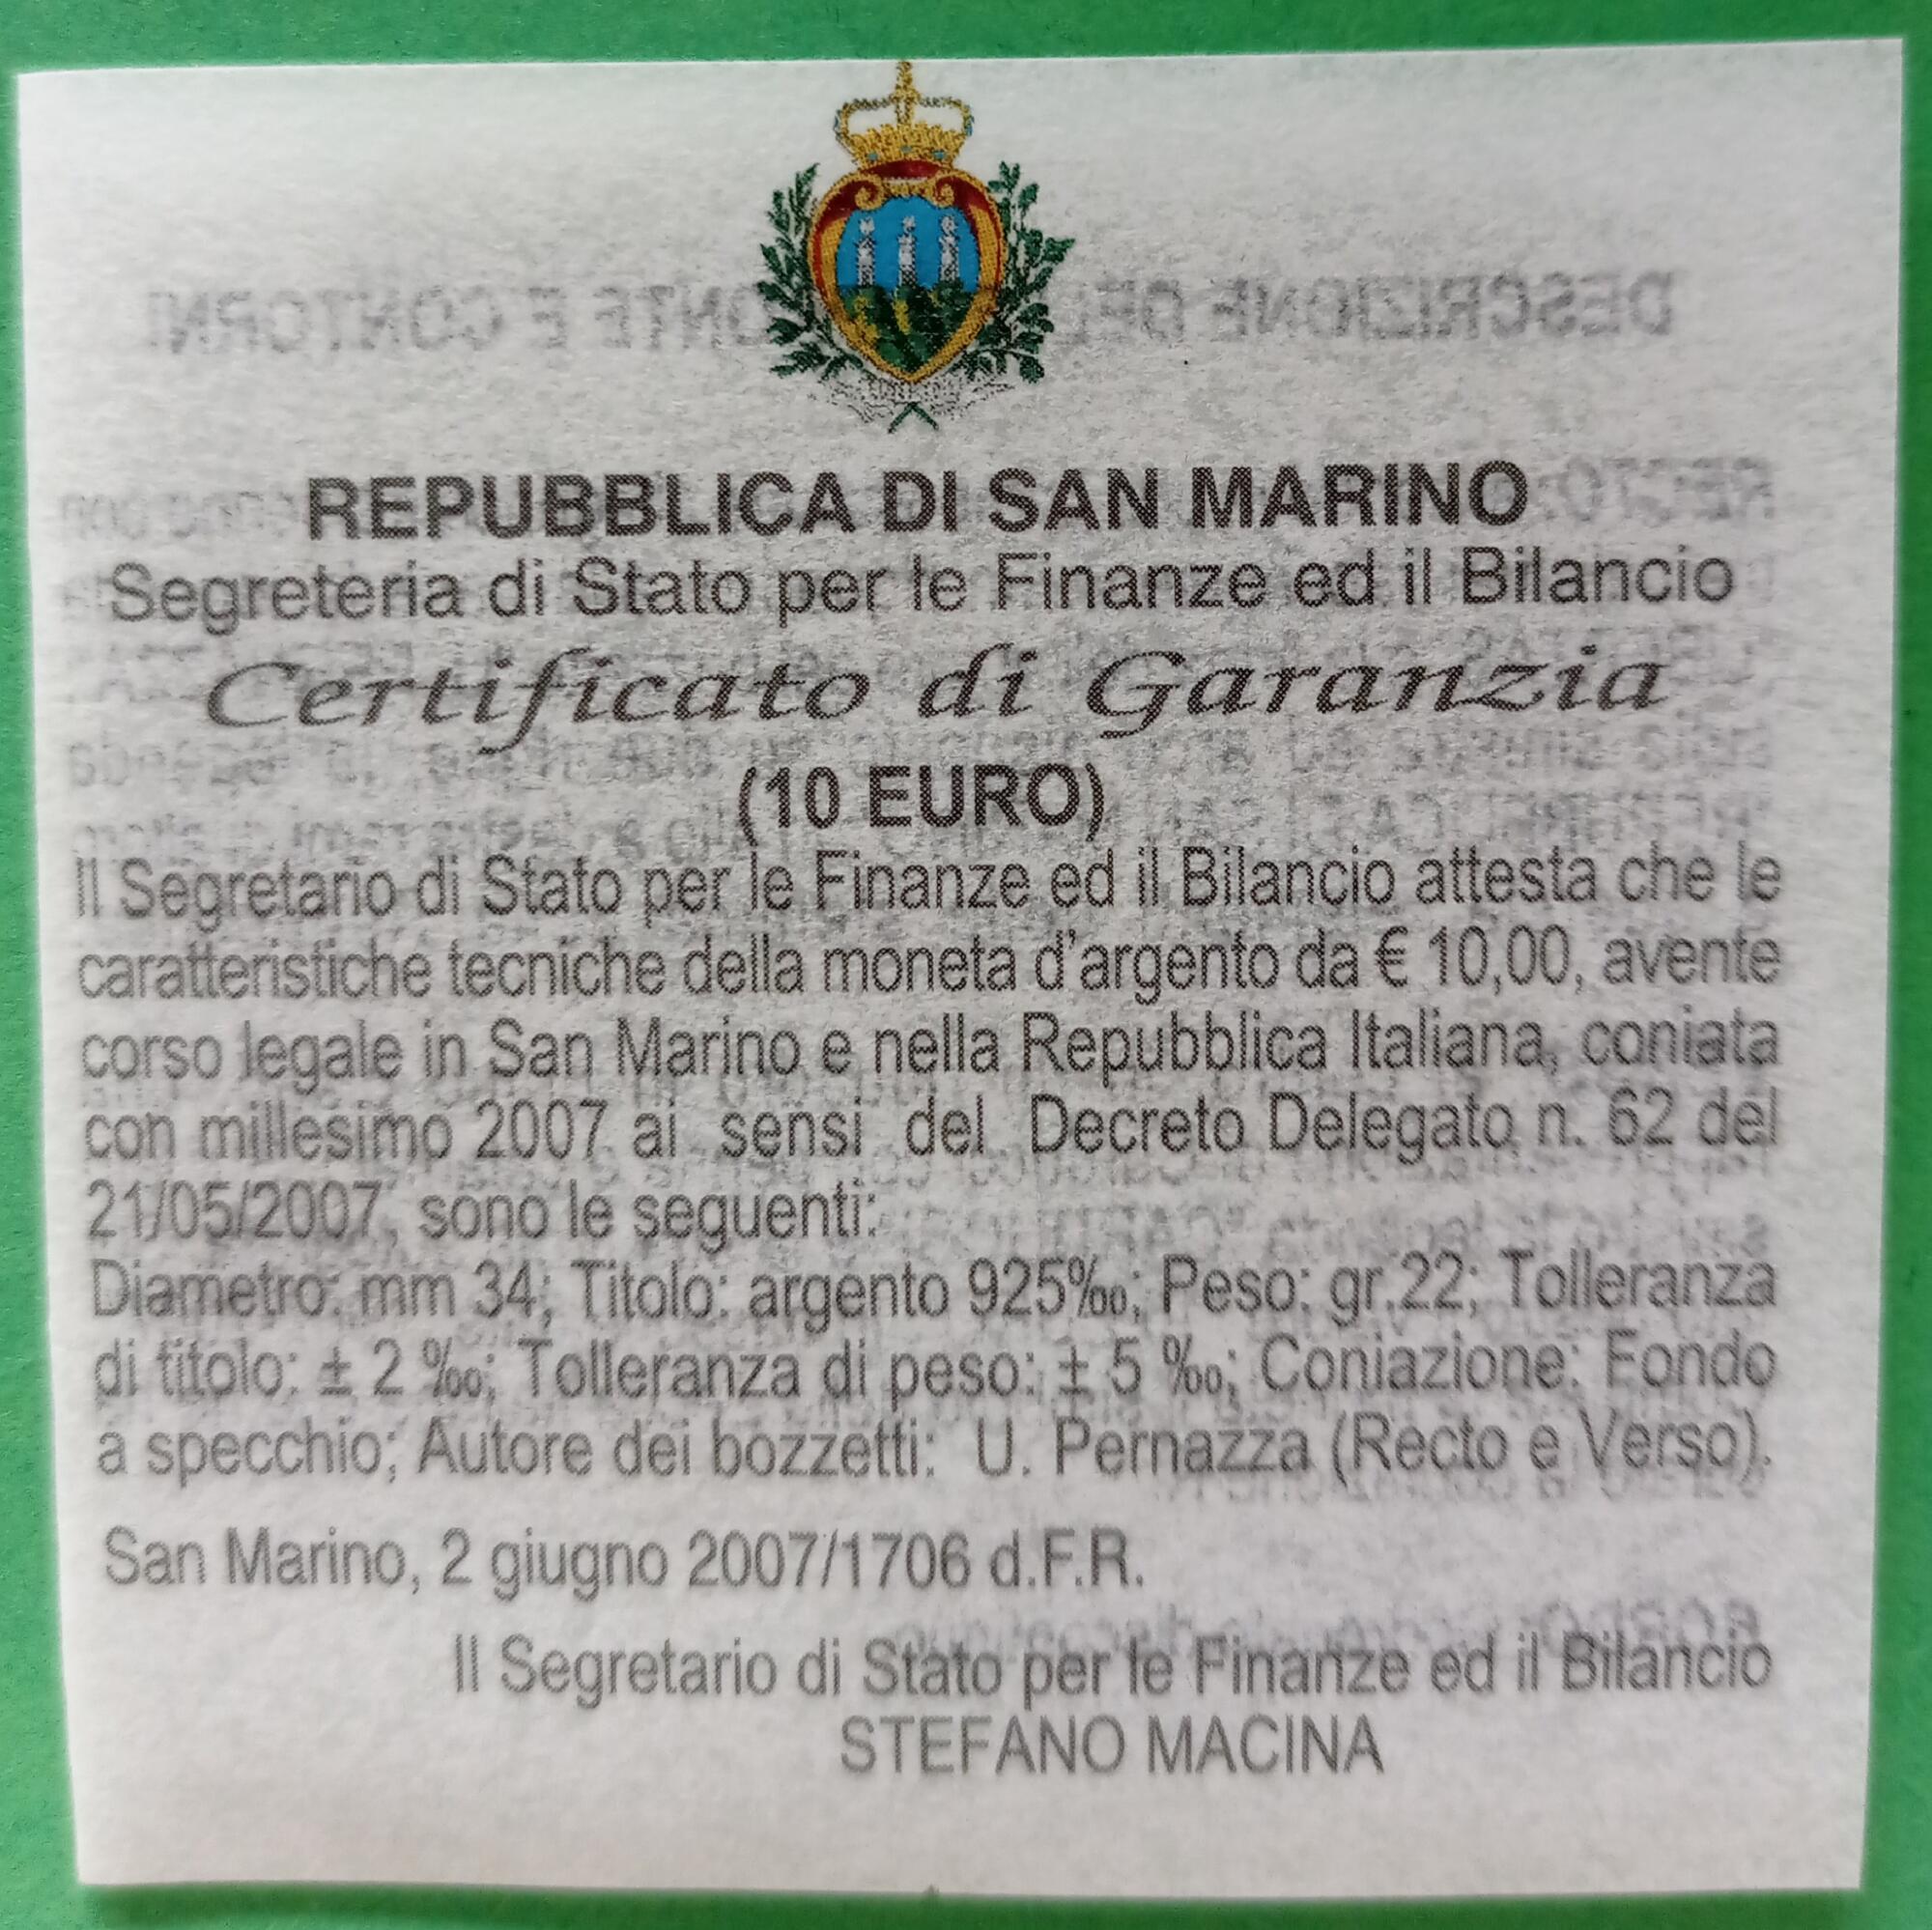 REPUBBLICA DI SAN MARINO
Segreteria di Stato per le Finanze ed il Bilancio
Certificato di Garanzia
(10 EURO)
Il Segretario di Stato per le Finanze ed il Bilancio attesta che le
caratteristiche tecniche della moneta d'argento da € 10,00, avente
corso legale in San Marino e nella Repubblica Italiana, coniata
con millesimo 2007 ai sensi del Decreto Delegato n. 62 del
21/05/2007, sono le seguenti:
Diametro: mm 34; Titolo: argento 925‰; Peso: gr.22; Tolleranza
di titolo: ± 2 ‰; Tolleranza di peso: ± 5 ‰; Coniazione: Fondo
a specchio; Autore dei bozzetti: U. Pernazza (Recto e Verso).
San Marino, 2 giugno 2007/1706 d.F.R.
Il Segretario di Stato per le Finanze ed il Bilancio
STEFANO MACINA